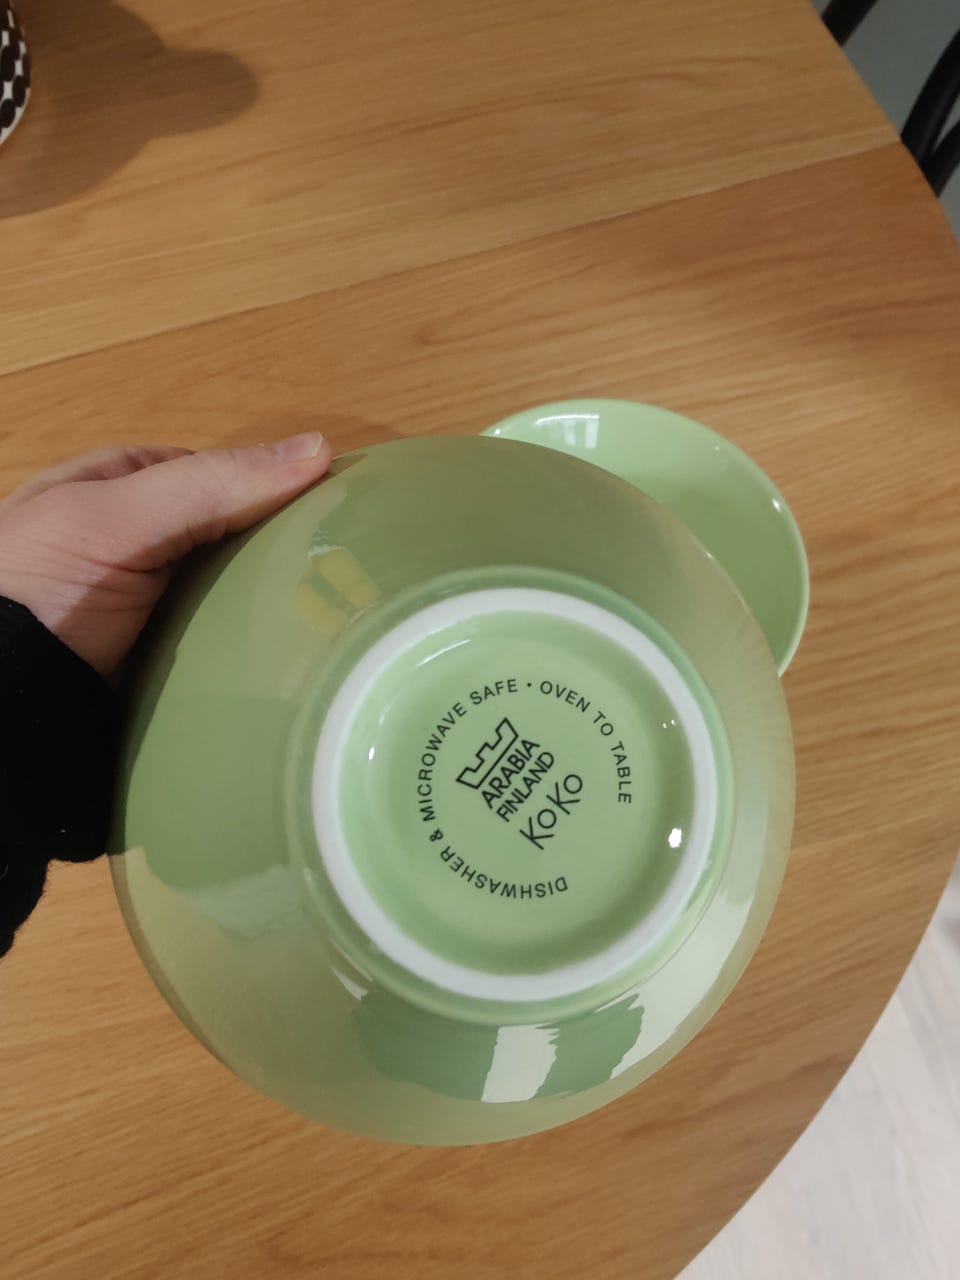 DISHWASHER & MICROWAVE SAFE • OVEN TO TABLE
ARABIA
FINLAND
KOKO